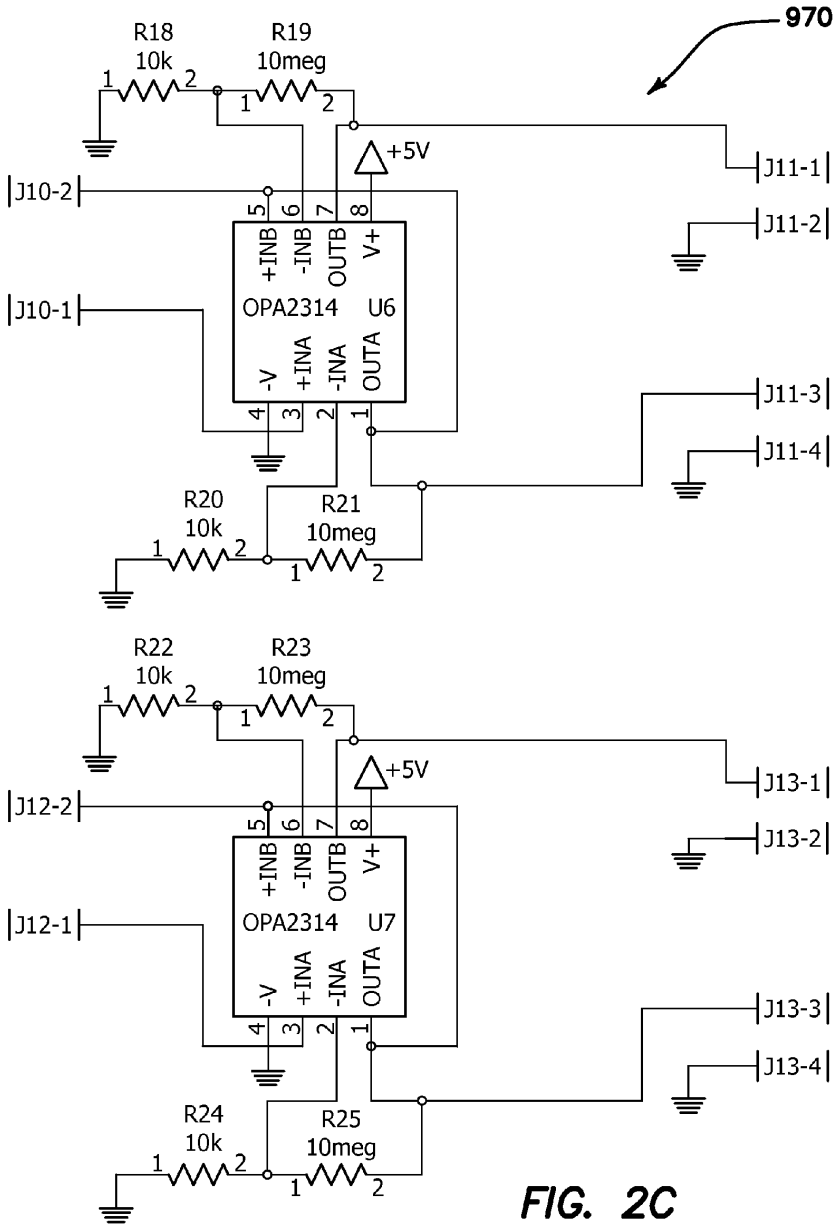 970
R18 R19
10k 10meg
1 2 1 2
+5V
J10-2
J11-1
5 6 7 8
+INB -INB OUTB V+
J11-2
J10-1
OPA2314 U6
-V +INA -INA OUTA
4 3 2 1
J11-3
J11-4
R20 R21
10k 10meg
1 2 1 2
R22 R23
10k 10meg
1 2 1 2
+5V
J12-2
J13-1
5 6 7 8
+INB -INB OUTB V+
J13-2
J12-1
OPA2314 U7
-V +INA -INA OUTA
4 3 2 1
J13-3
J13-4
R24 R25
10k 10meg
1 2 1 2
FIG. 2C